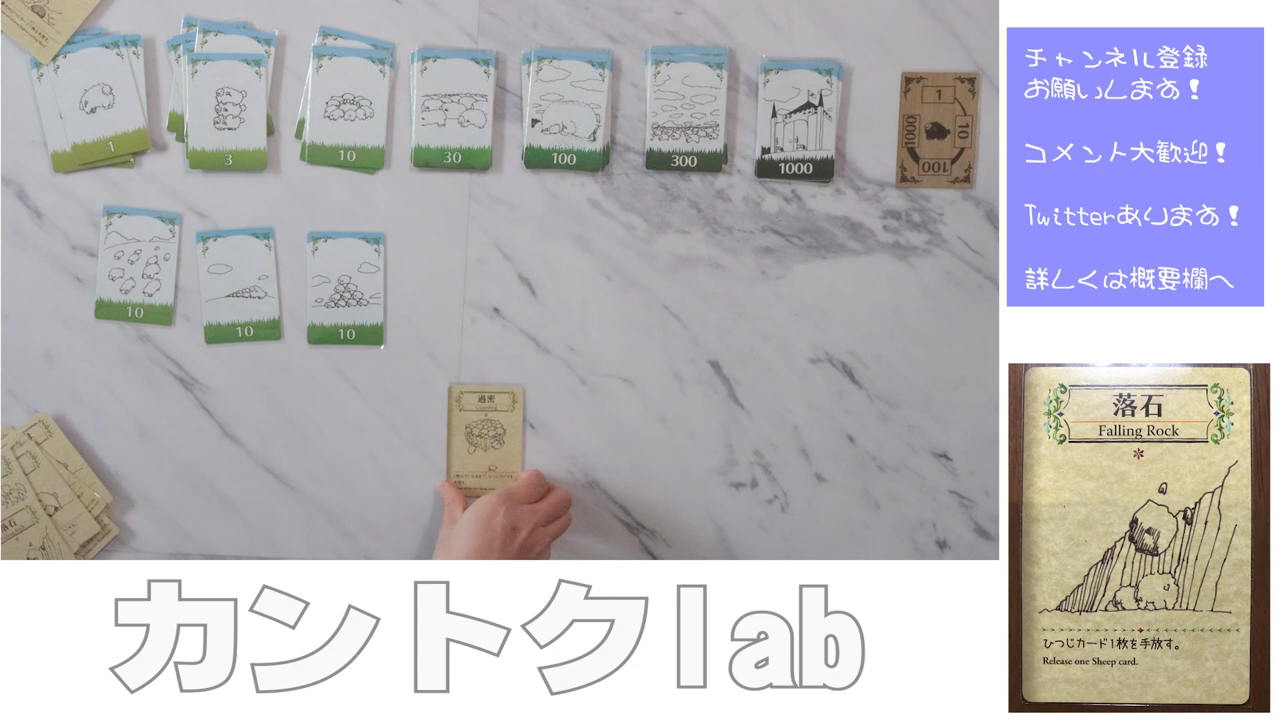 1
3
10
30
100
300
1000
1
10
100
1000
10
10
10
過密
Crowding
落石
チャンネル登録
お願いします!
コメント大歓迎!
Twitterあります!
詳しくは概要欄へ
落石
Falling Rock
ひつじカード1枚を手放す。
Release one Sheep card.
カントクlab